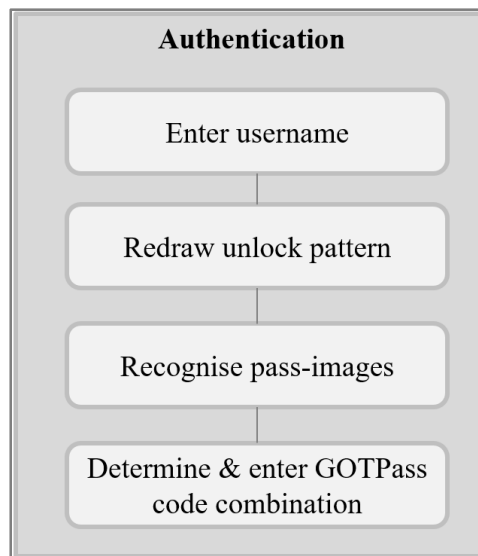 Authentication
Enter username
Redraw unlock pattern
Recognise pass-images
Determine & enter GOTPass
code combination